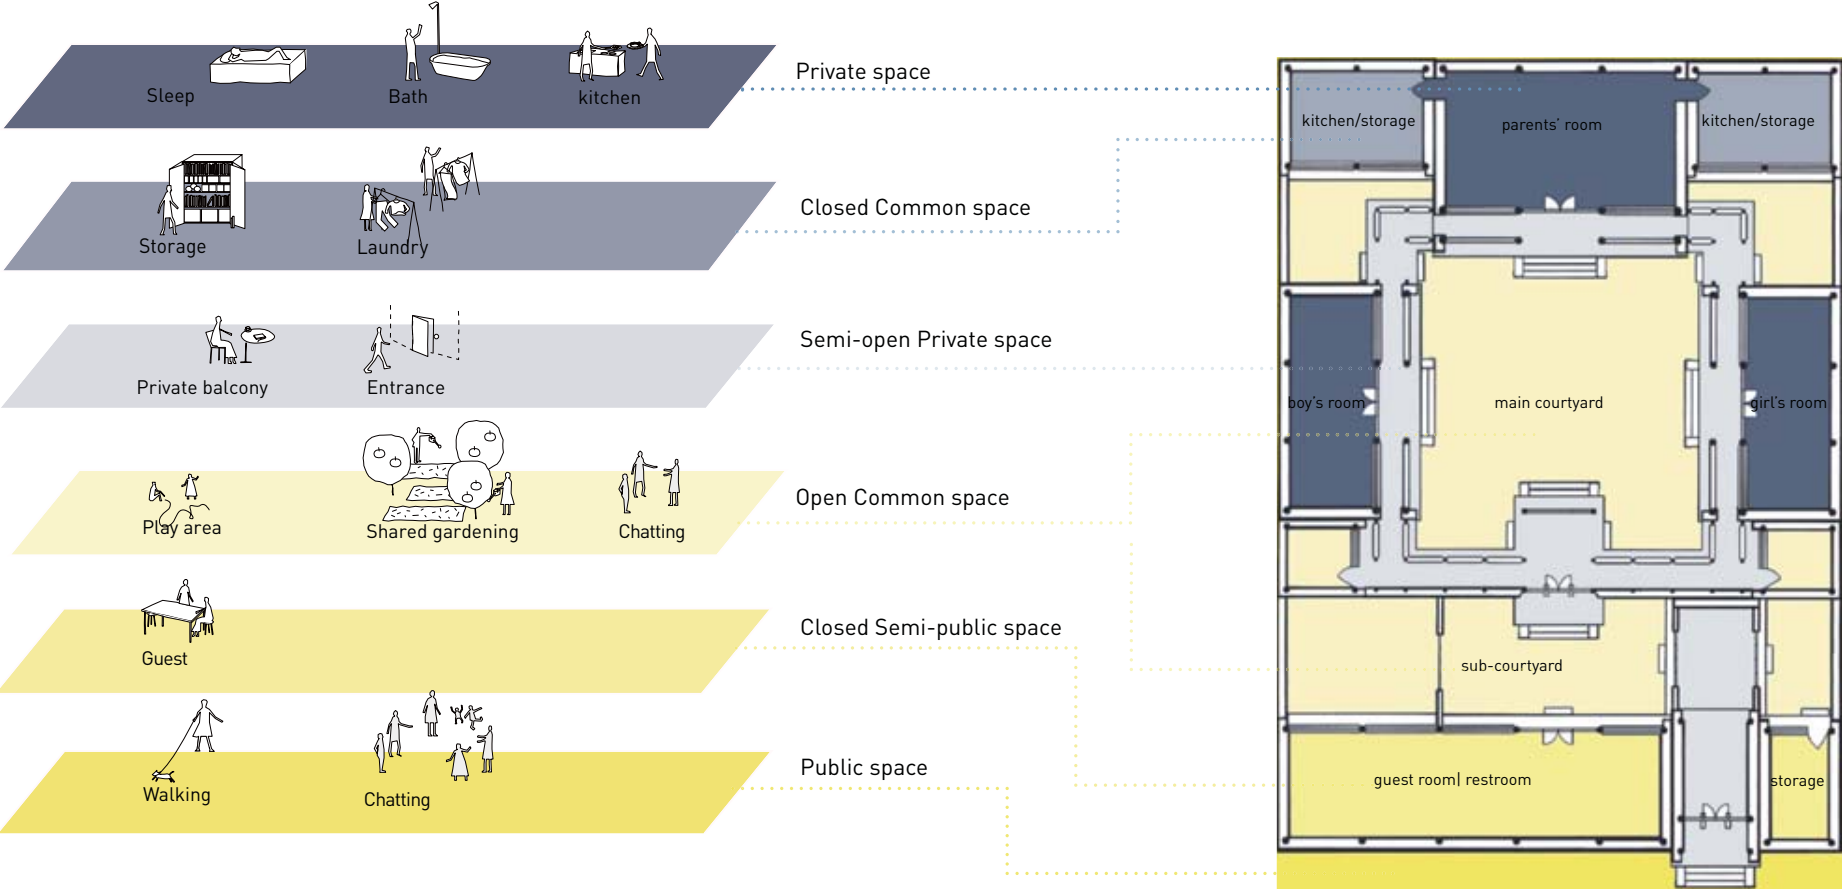 Sleep
Bath
kitchen
Private space
Storage
Laundry
Closed Common space
Private balcony
Entrance
Semi-open Private space
Play area
Shared gardening
Chatting
Open Common space
Guest
Closed Semi-public space
Walking
Chatting
Public space
kitchen/storage
parents' room
kitchen/storage
boy's room
main courtyard
girl's room
sub-courtyard
guest room| restroom
storage